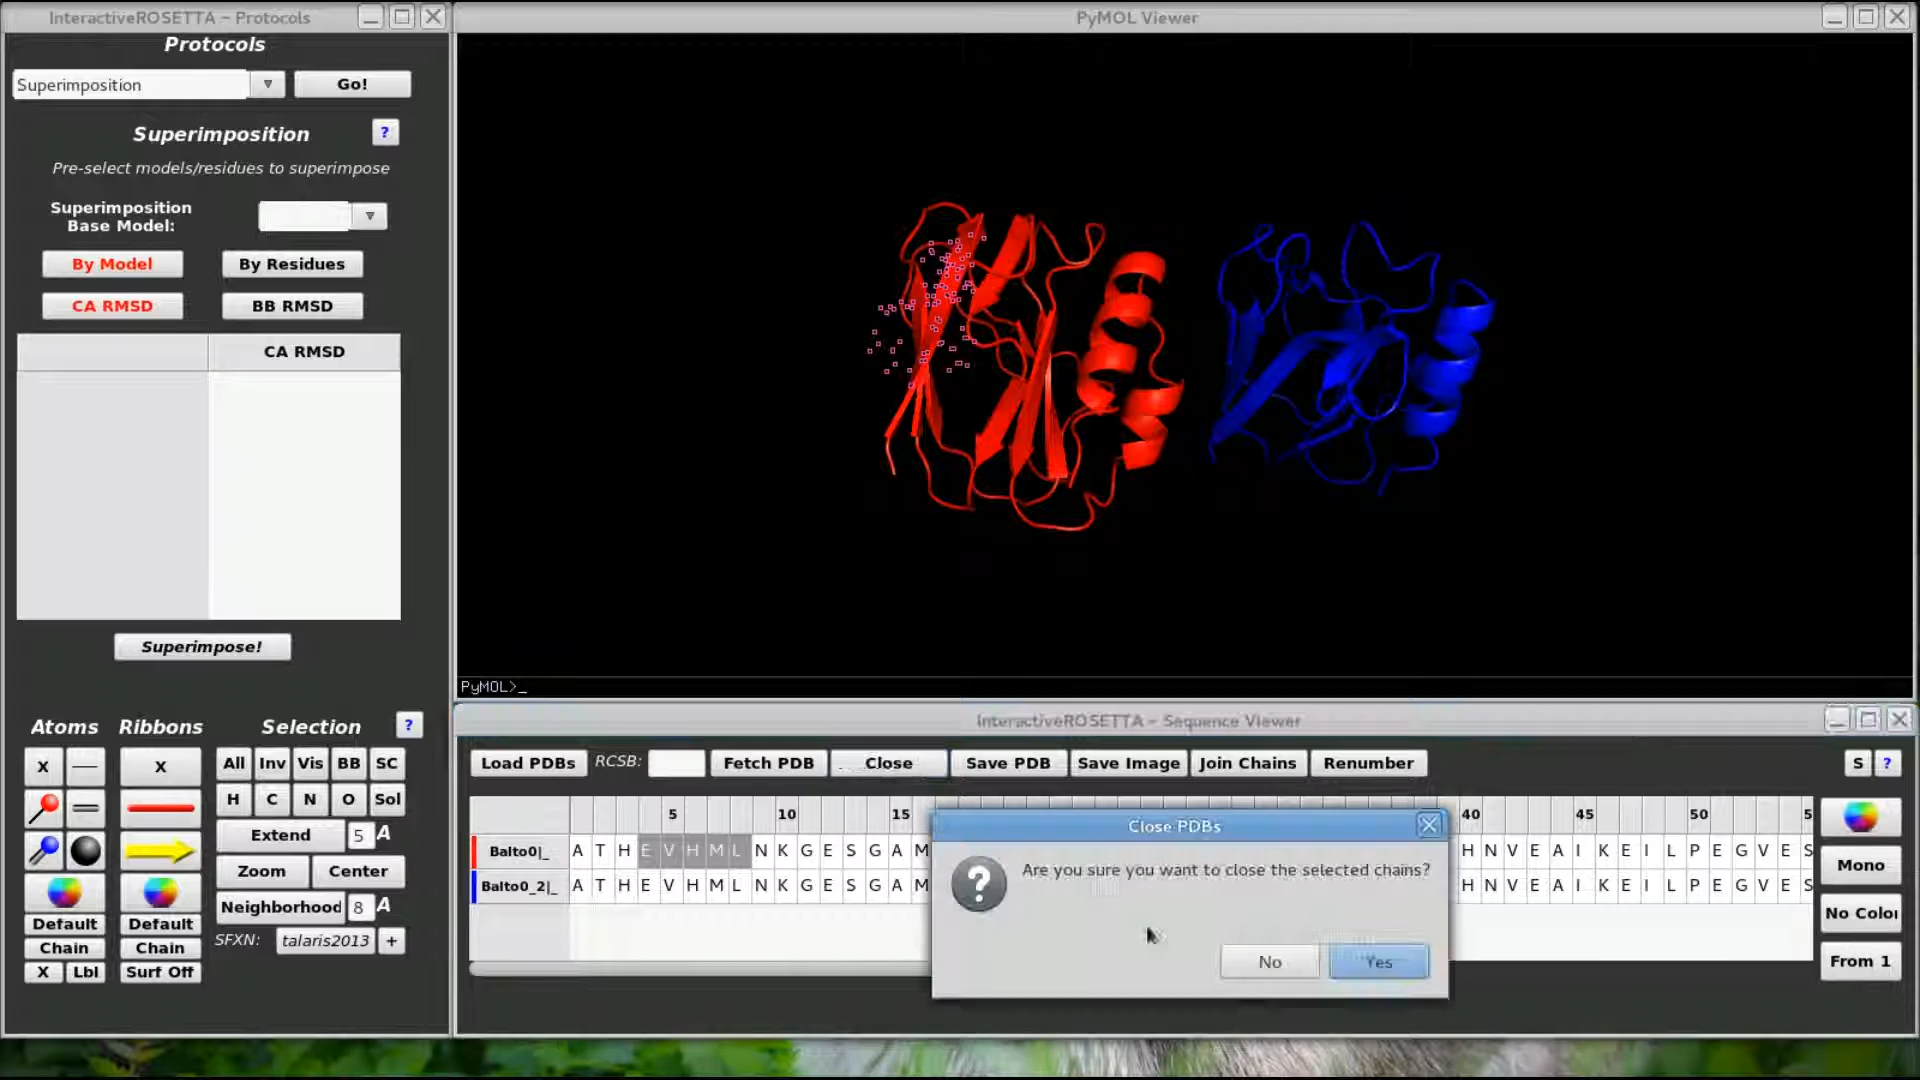 InteractiveROSETTA – Protocols
Protocols
Superimposition
Go!
Superimposition
?
Pre-select models/residues to superimpose
Superimposition
Base Model:
By Model
By Residues
CA RMSD
BB RMSD
CA RMSD
Superimpose!
Atoms
Ribbons
Selection
?
X
X
All
Inv
Vis
BB
SC
H
C
N
O
Sol
Extend
5
A
Zoom
Center
Neighborhood
8
A
Default
Default
SFXN:
talaris2013
+
Chain
Chain
X
Lbl
Surf Off
PyMOL Viewer
PyMOL>_
InteractiveROSETTA – Sequence Viewer
Load PDBs
RCSB:
Fetch PDB
Close
Save PDB
Save Image
Join Chains
Renumber
S
?
5 10 15 40 45 50 5
Balto0|_ A T H E V H M L N K G E S G A M H N V E A I K E I L P E G V E S
Balto0_2|_ A T H E V H M L N K G E S G A M H N V E A I K E I L P E G V E S
Close PDBs
Are you sure you want to close the selected chains?
No
Yes
Mono
No Color
From 1